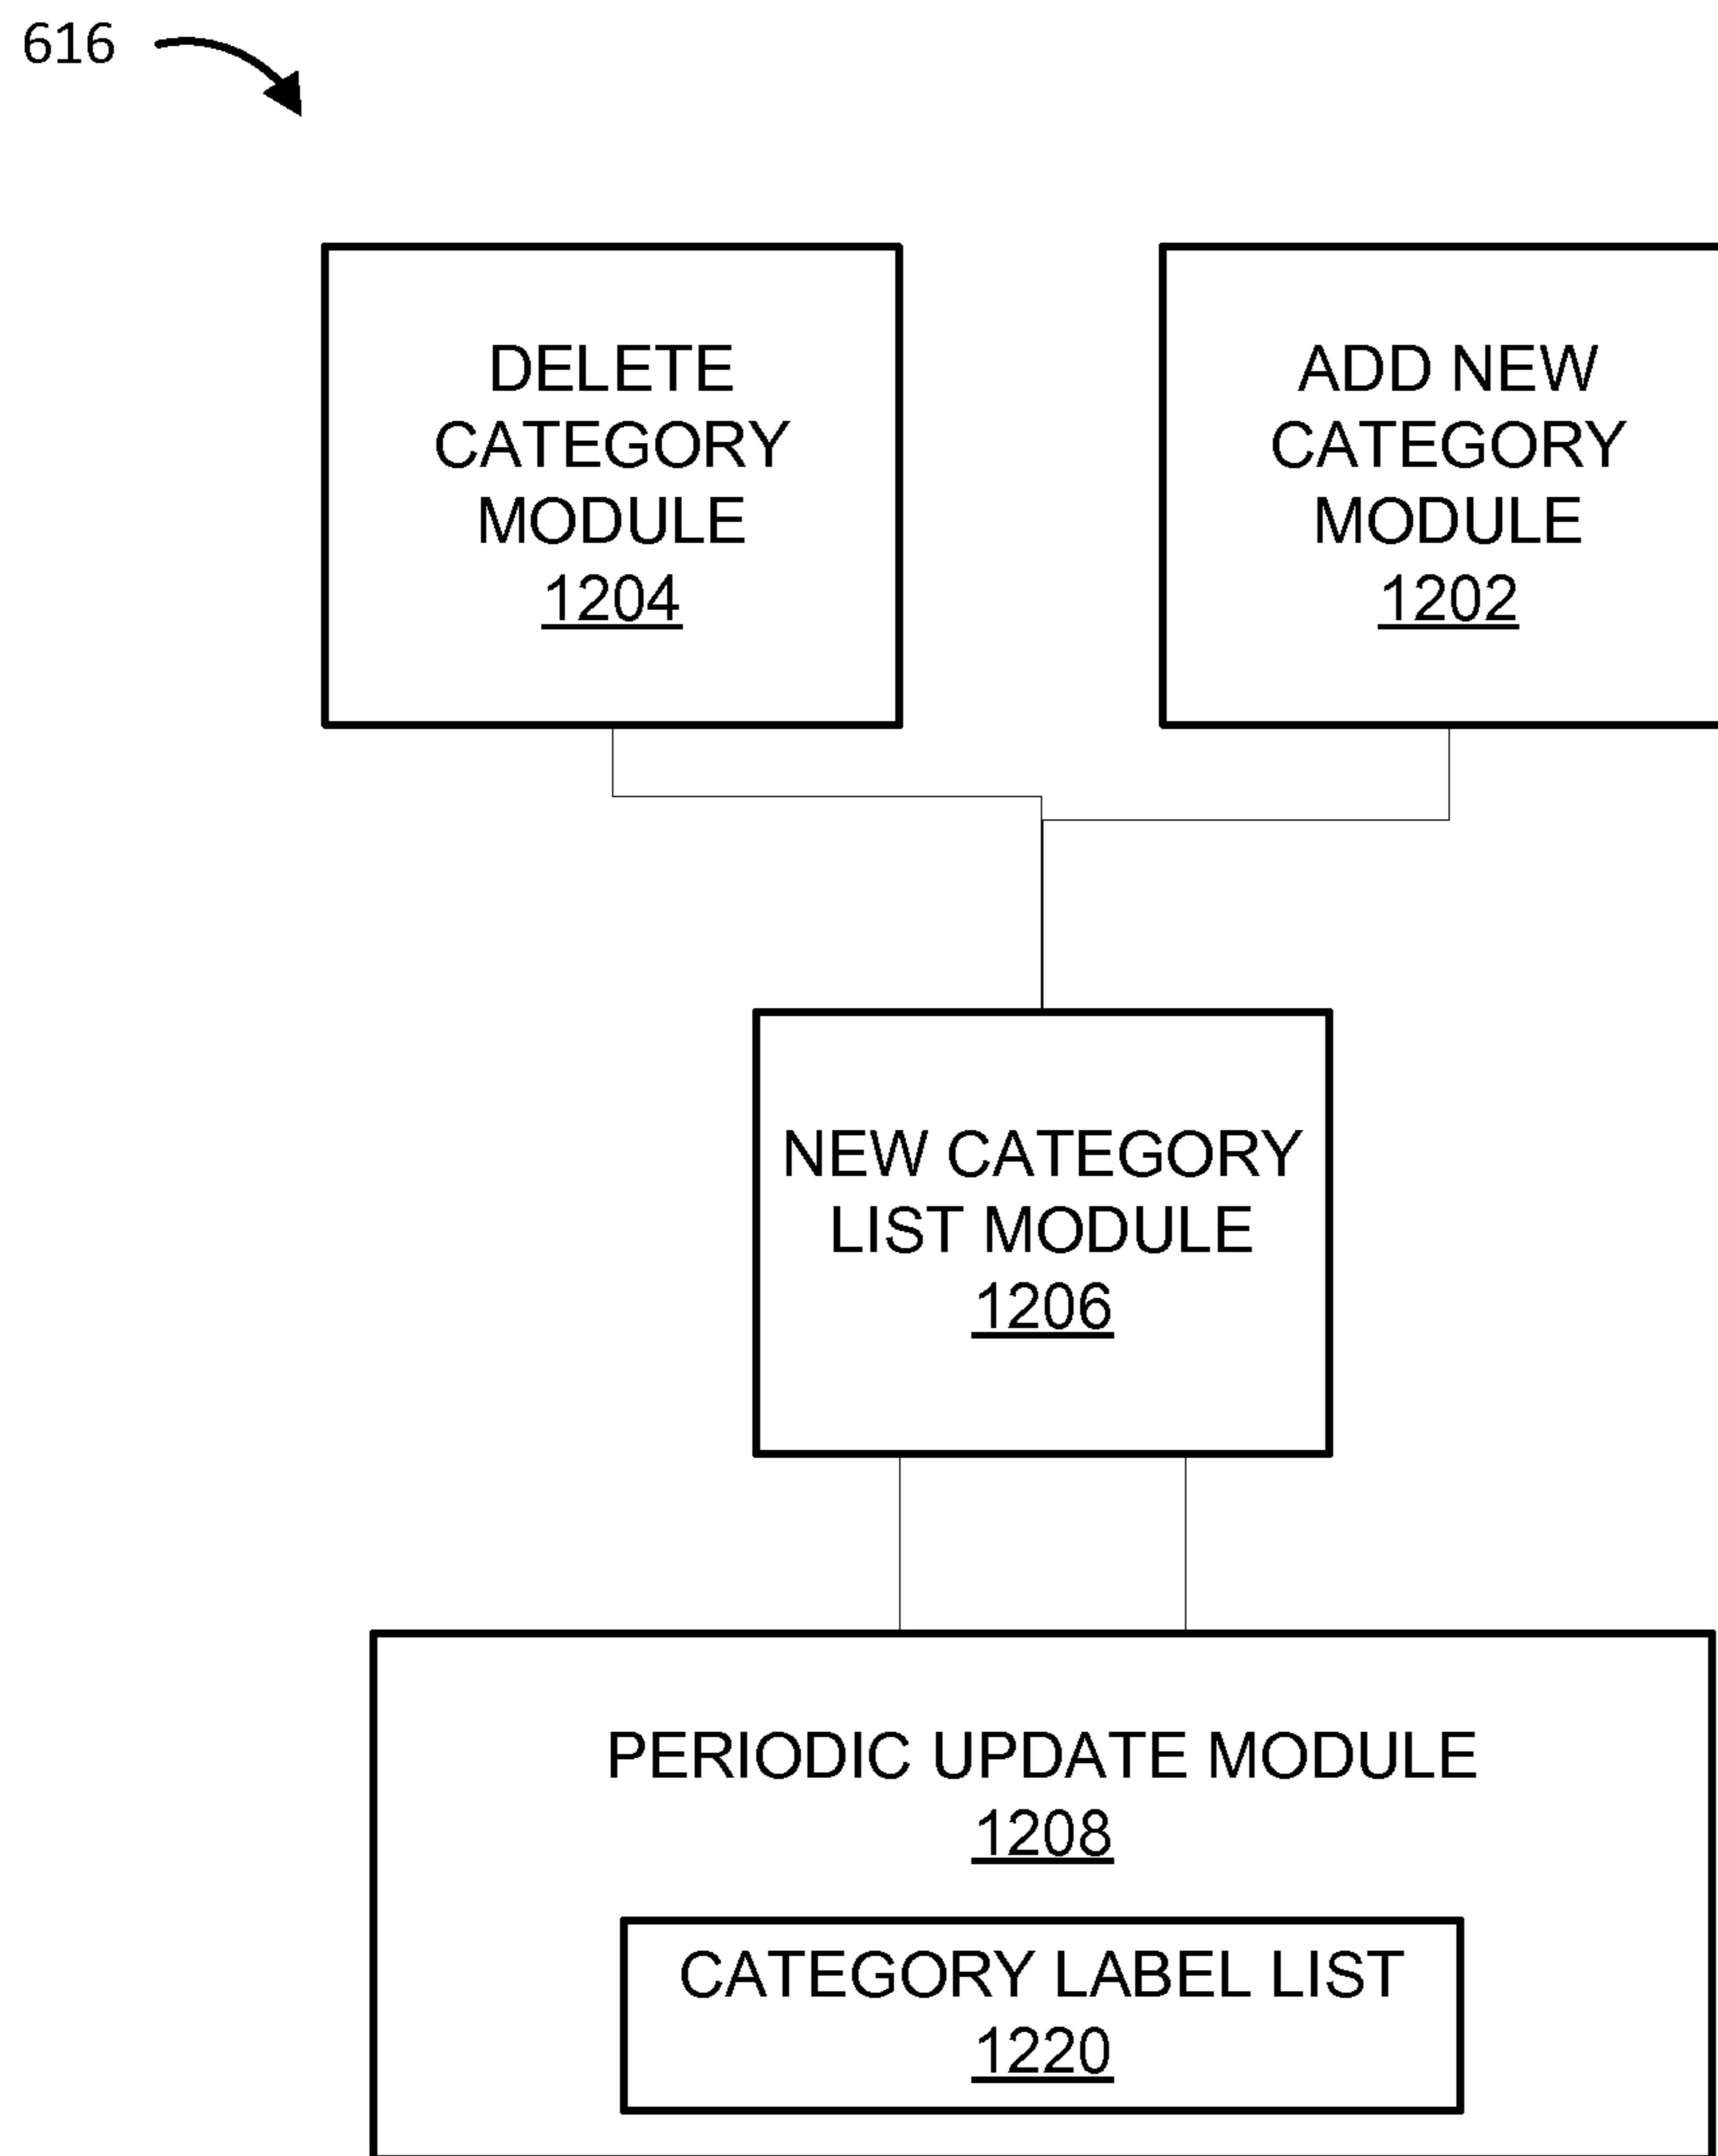 616
DELETE
CATEGORY
MODULE
1204
ADD NEW
CATEGORY
MODULE
1202
NEW CATEGORY
LIST MODULE
1206
PERIODIC UPDATE MODULE
1208
CATEGORY LABEL LIST
1220